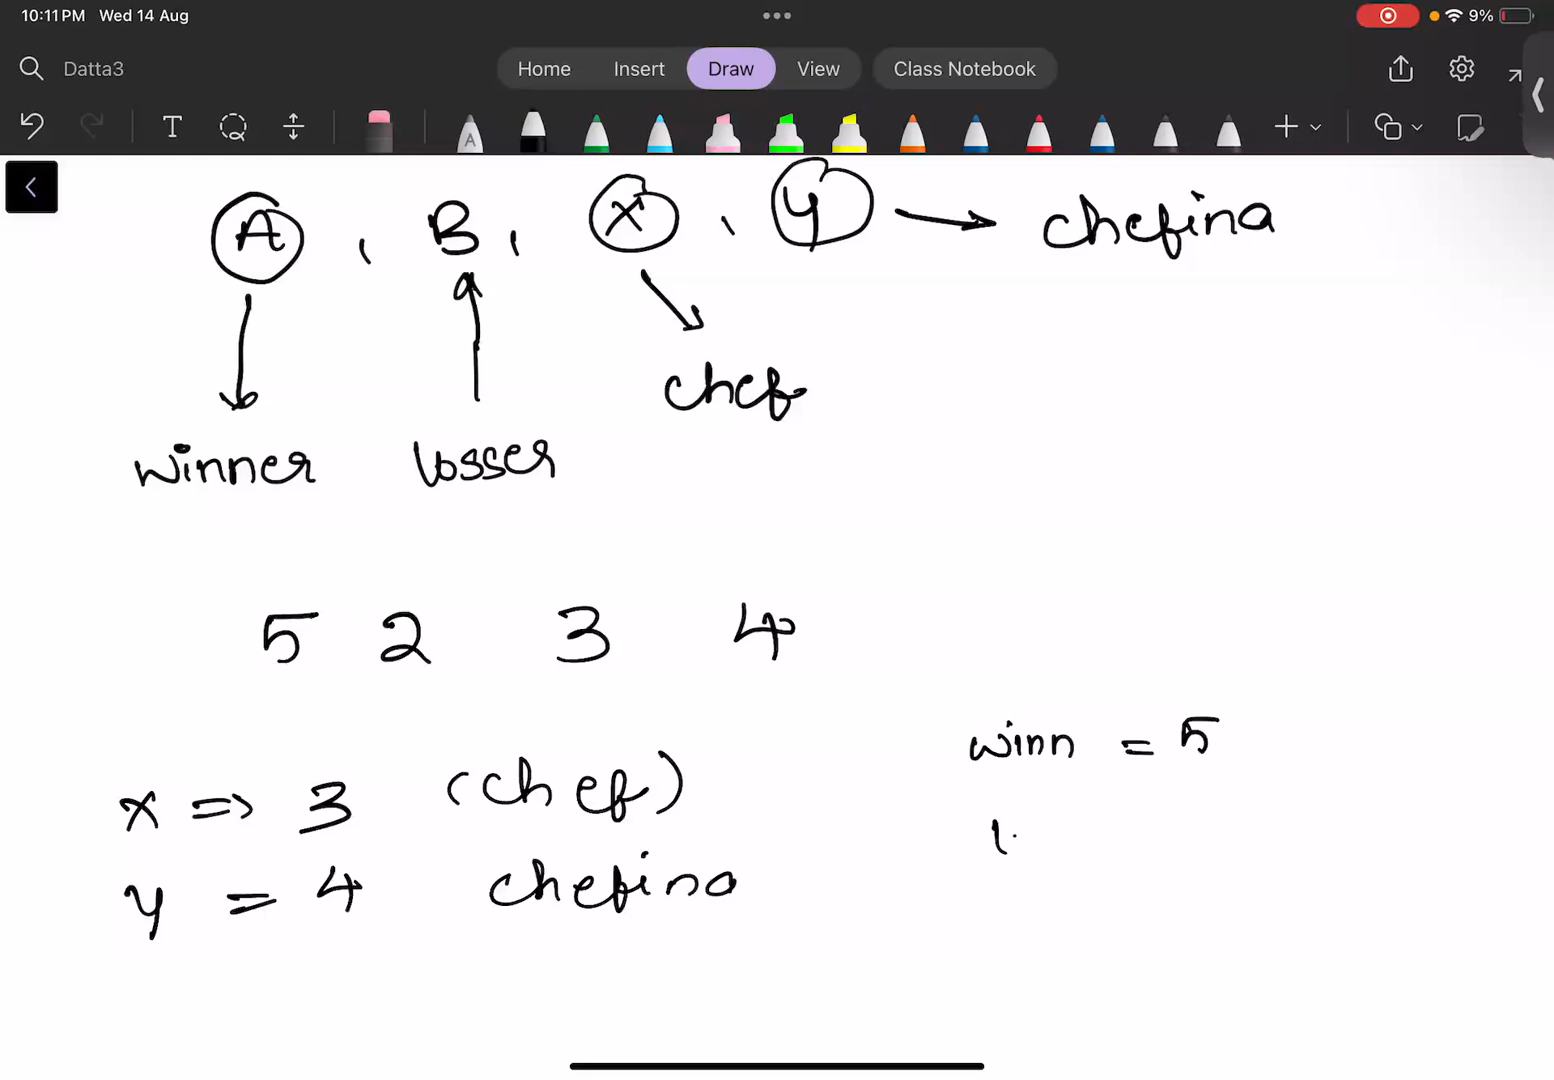 10:11 PM Wed 14 Aug
9%
Datta3
Home Insert Draw View Class Notebook
T A
A , B , x , y → chefina
chef
winner losser
5 2 3 4
winn = 5
x => 3 (chef)
l
y = 4 chefina